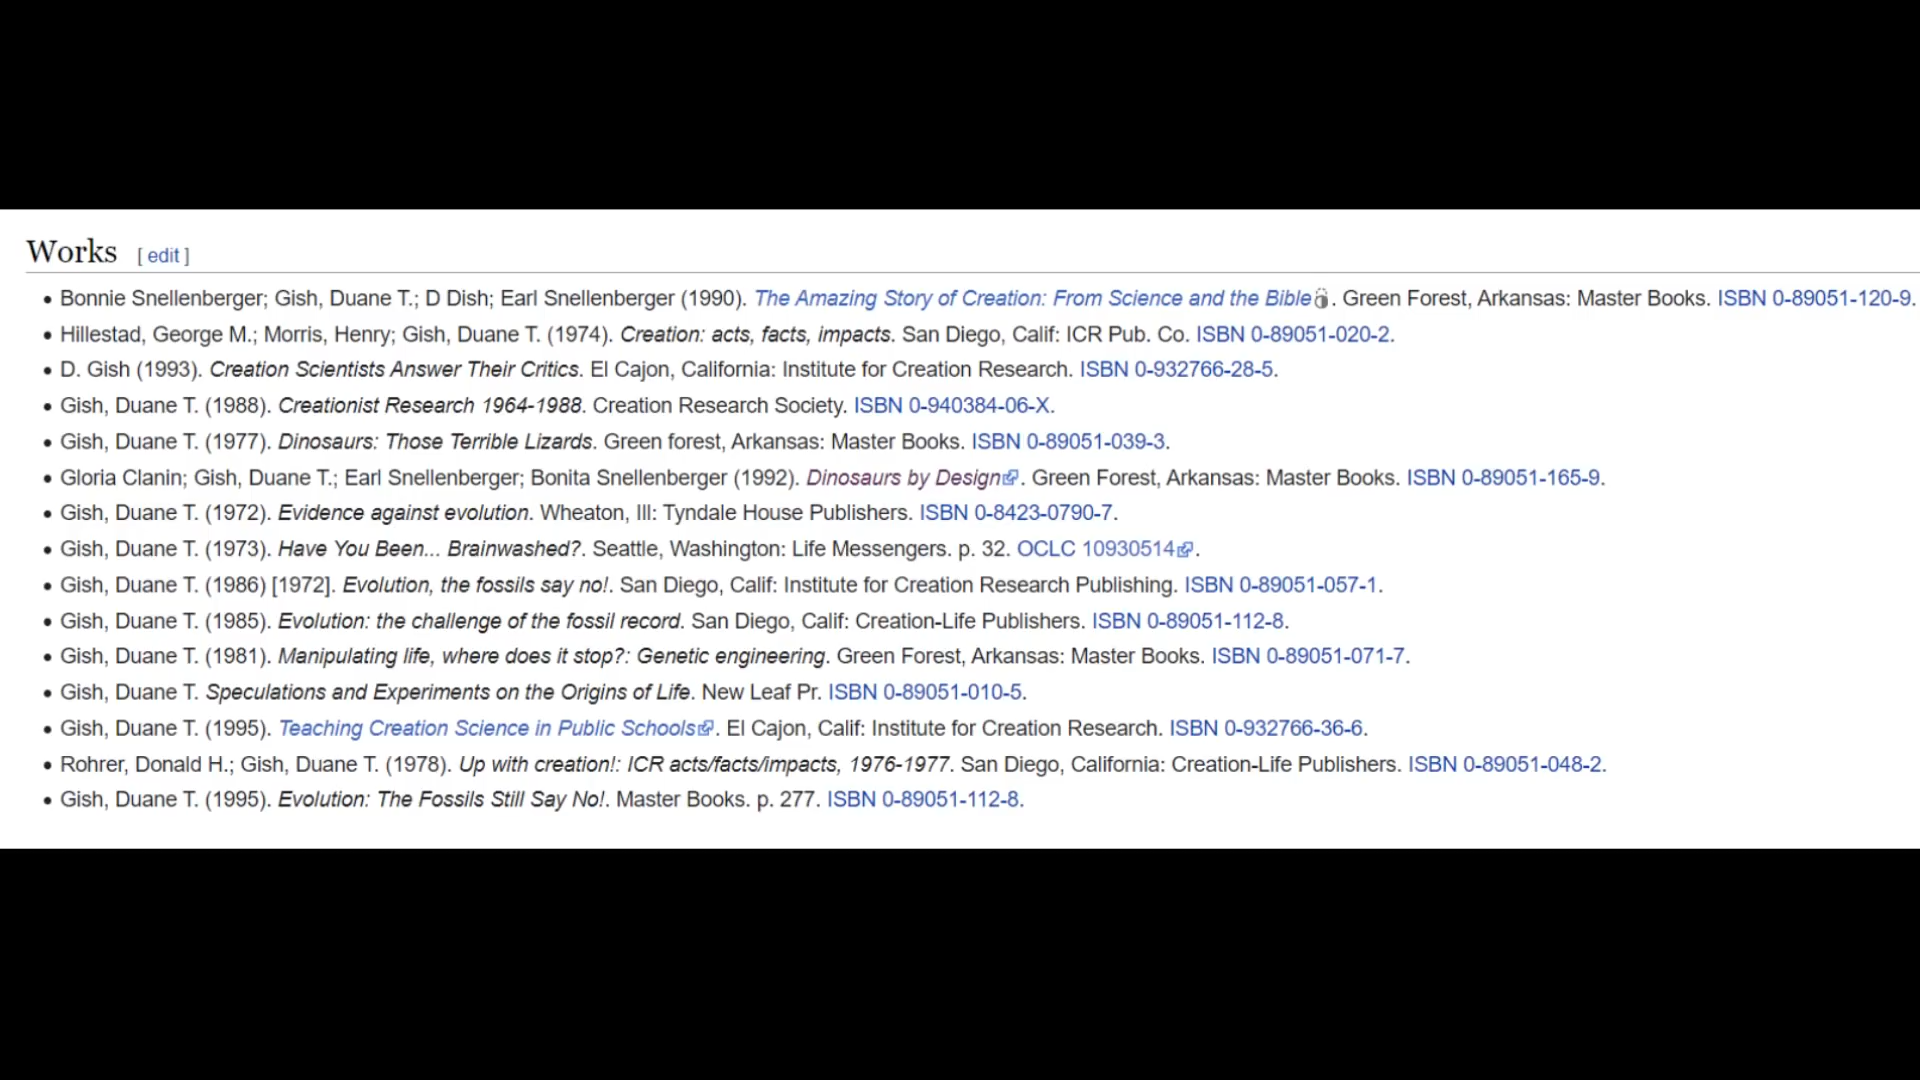 Works [ edit ]
Bonnie Snellenberger; Gish, Duane T.; D Dish; Earl Snellenberger (1990). The Amazing Story of Creation: From Science and the Bible. Green Forest, Arkansas: Master Books. ISBN 0-89051-120-9.
Hillestad, George M.; Morris, Henry; Gish, Duane T. (1974). Creation: acts, facts, impacts. San Diego, Calif: ICR Pub. Co. ISBN 0-89051-020-2.
D. Gish (1993). Creation Scientists Answer Their Critics. El Cajon, California: Institute for Creation Research. ISBN 0-932766-28-5.
Gish, Duane T. (1988). Creationist Research 1964-1988. Creation Research Society. ISBN 0-940384-06-X.
Gish, Duane T. (1977). Dinosaurs: Those Terrible Lizards. Green forest, Arkansas: Master Books. ISBN 0-89051-039-3.
Gloria Clanin; Gish, Duane T.; Earl Snellenberger; Bonita Snellenberger (1992). Dinosaurs by Design. Green Forest, Arkansas: Master Books. ISBN 0-89051-165-9.
Gish, Duane T. (1972). Evidence against evolution. Wheaton, Ill: Tyndale House Publishers. ISBN 0-8423-0790-7.
Gish, Duane T. (1973). Have You Been... Brainwashed?. Seattle, Washington: Life Messengers. p. 32. OCLC 10930514.
Gish, Duane T. (1986) [1972]. Evolution, the fossils say no!. San Diego, Calif: Institute for Creation Research Publishing. ISBN 0-89051-057-1.
Gish, Duane T. (1985). Evolution: the challenge of the fossil record. San Diego, Calif: Creation-Life Publishers. ISBN 0-89051-112-8.
Gish, Duane T. (1981). Manipulating life, where does it stop?: Genetic engineering. Green Forest, Arkansas: Master Books. ISBN 0-89051-071-7.
Gish, Duane T. Speculations and Experiments on the Origins of Life. New Leaf Pr. ISBN 0-89051-010-5.
Gish, Duane T. (1995). Teaching Creation Science in Public Schools. El Cajon, Calif: Institute for Creation Research. ISBN 0-932766-36-6.
Rohrer, Donald H.; Gish, Duane T. (1978). Up with creation!: ICR acts/facts/impacts, 1976-1977. San Diego, California: Creation-Life Publishers. ISBN 0-89051-048-2.
Gish, Duane T. (1995). Evolution: The Fossils Still Say No!. Master Books. p. 277. ISBN 0-89051-112-8.